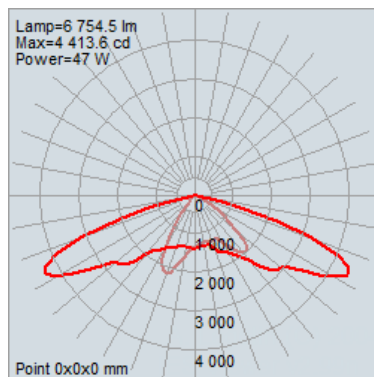 Lamp=6 754.5 lm
Max=4 413.6 cd
Power=47 W
0
1 000
2 000
3 000
4 000
Point 0x0x0 mm